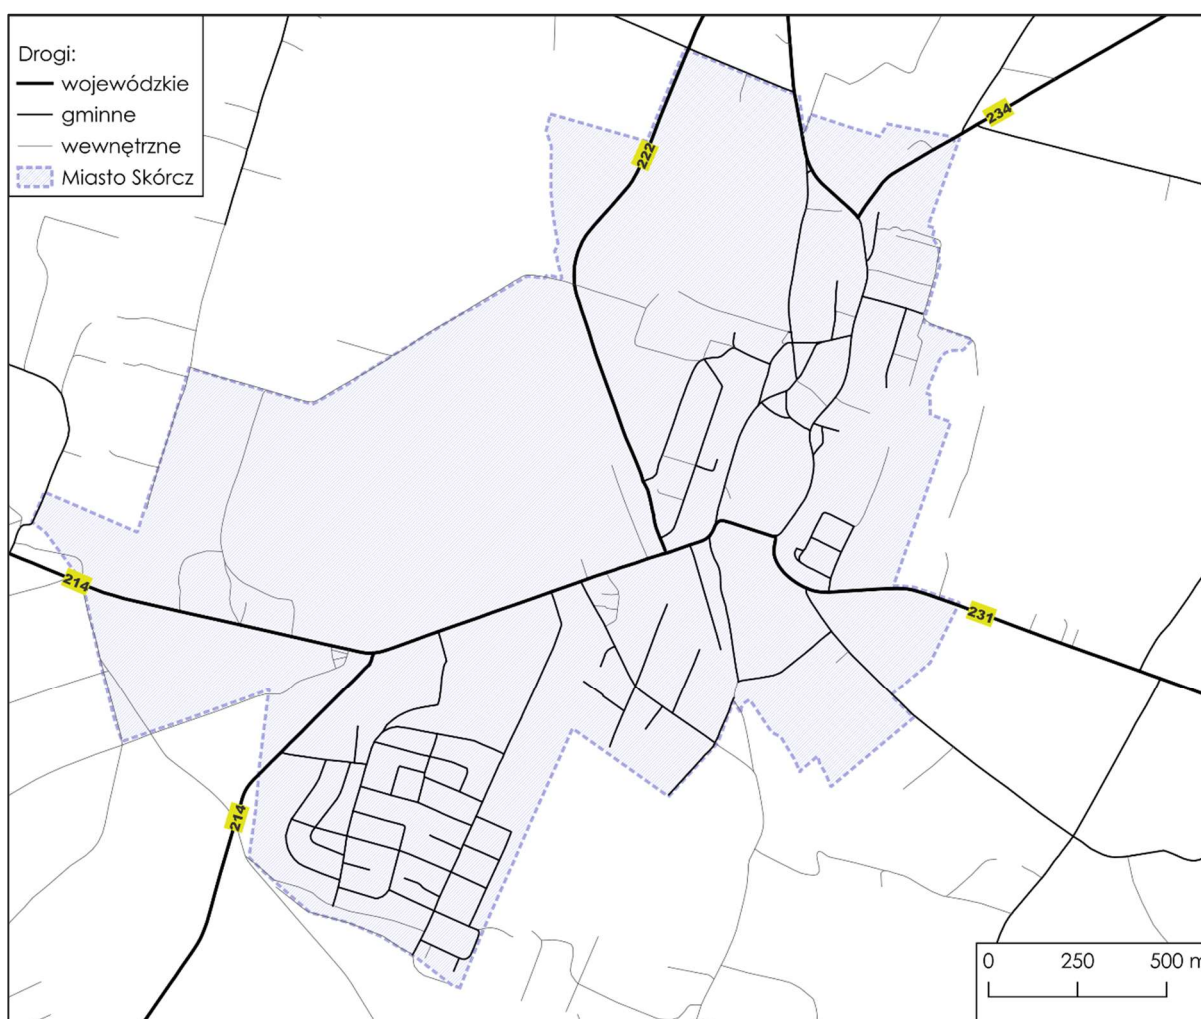 Drogi:
wojewódzkie
gminne
wewnętrzne
Miasto Skórcz
234
222
214
231
214
0 250 500 m